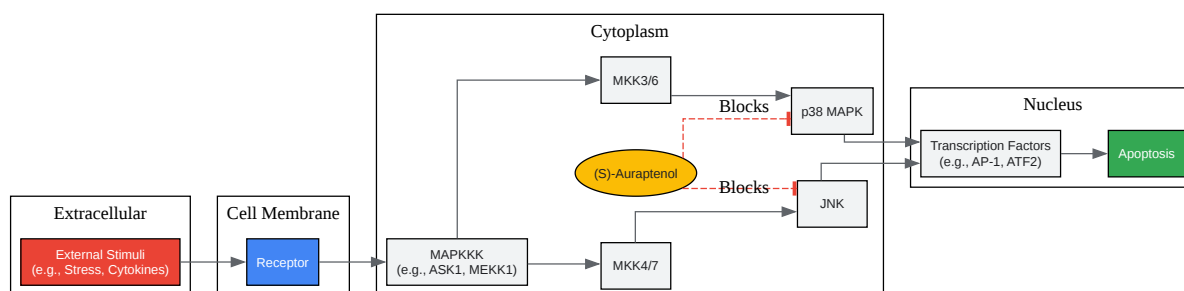 Extracellular
External Stimuli
(e.g., Stress, Cytokines)
Cell Membrane
Receptor
Cytoplasm
MAPKKK
(e.g., ASK1, MEKK1)
MKK3/6
MKK4/7
(S)-Auraptenol
Blocks
Blocks
p38 MAPK
JNK
Nucleus
Transcription Factors
(e.g., AP-1, ATF2)
Apoptosis